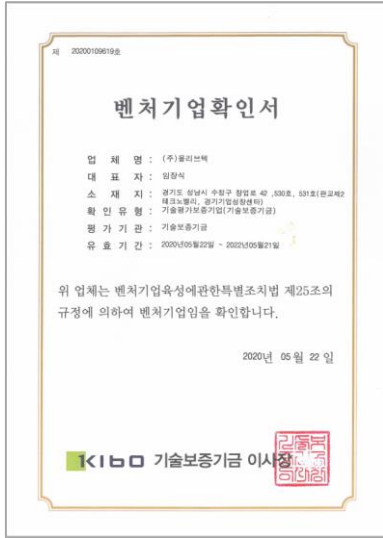 제 20200109619호
벤처기업확인서
업 체 명 : (주)올리브텍
대 표 자 : 임장식
소 재 지 : 경기도 성남시 수정구 창업로 42 ,530호, 531호(판교제2
테크노밸리, 경기기업성장센타)
확 인 유 형 : 기술평가보증기업(기술보증기금)
평 가 기 관 : 기술보증기금
유 효 기 간 : 2020년05월22일 ~ 2022년05월21일
위 업체는 벤처기업육성에관한특별조치법 제25조의
규정에 의하여 벤처기업임을 확인합니다.
2020년 05월 22일
KIBO 기술보증기금 이사장